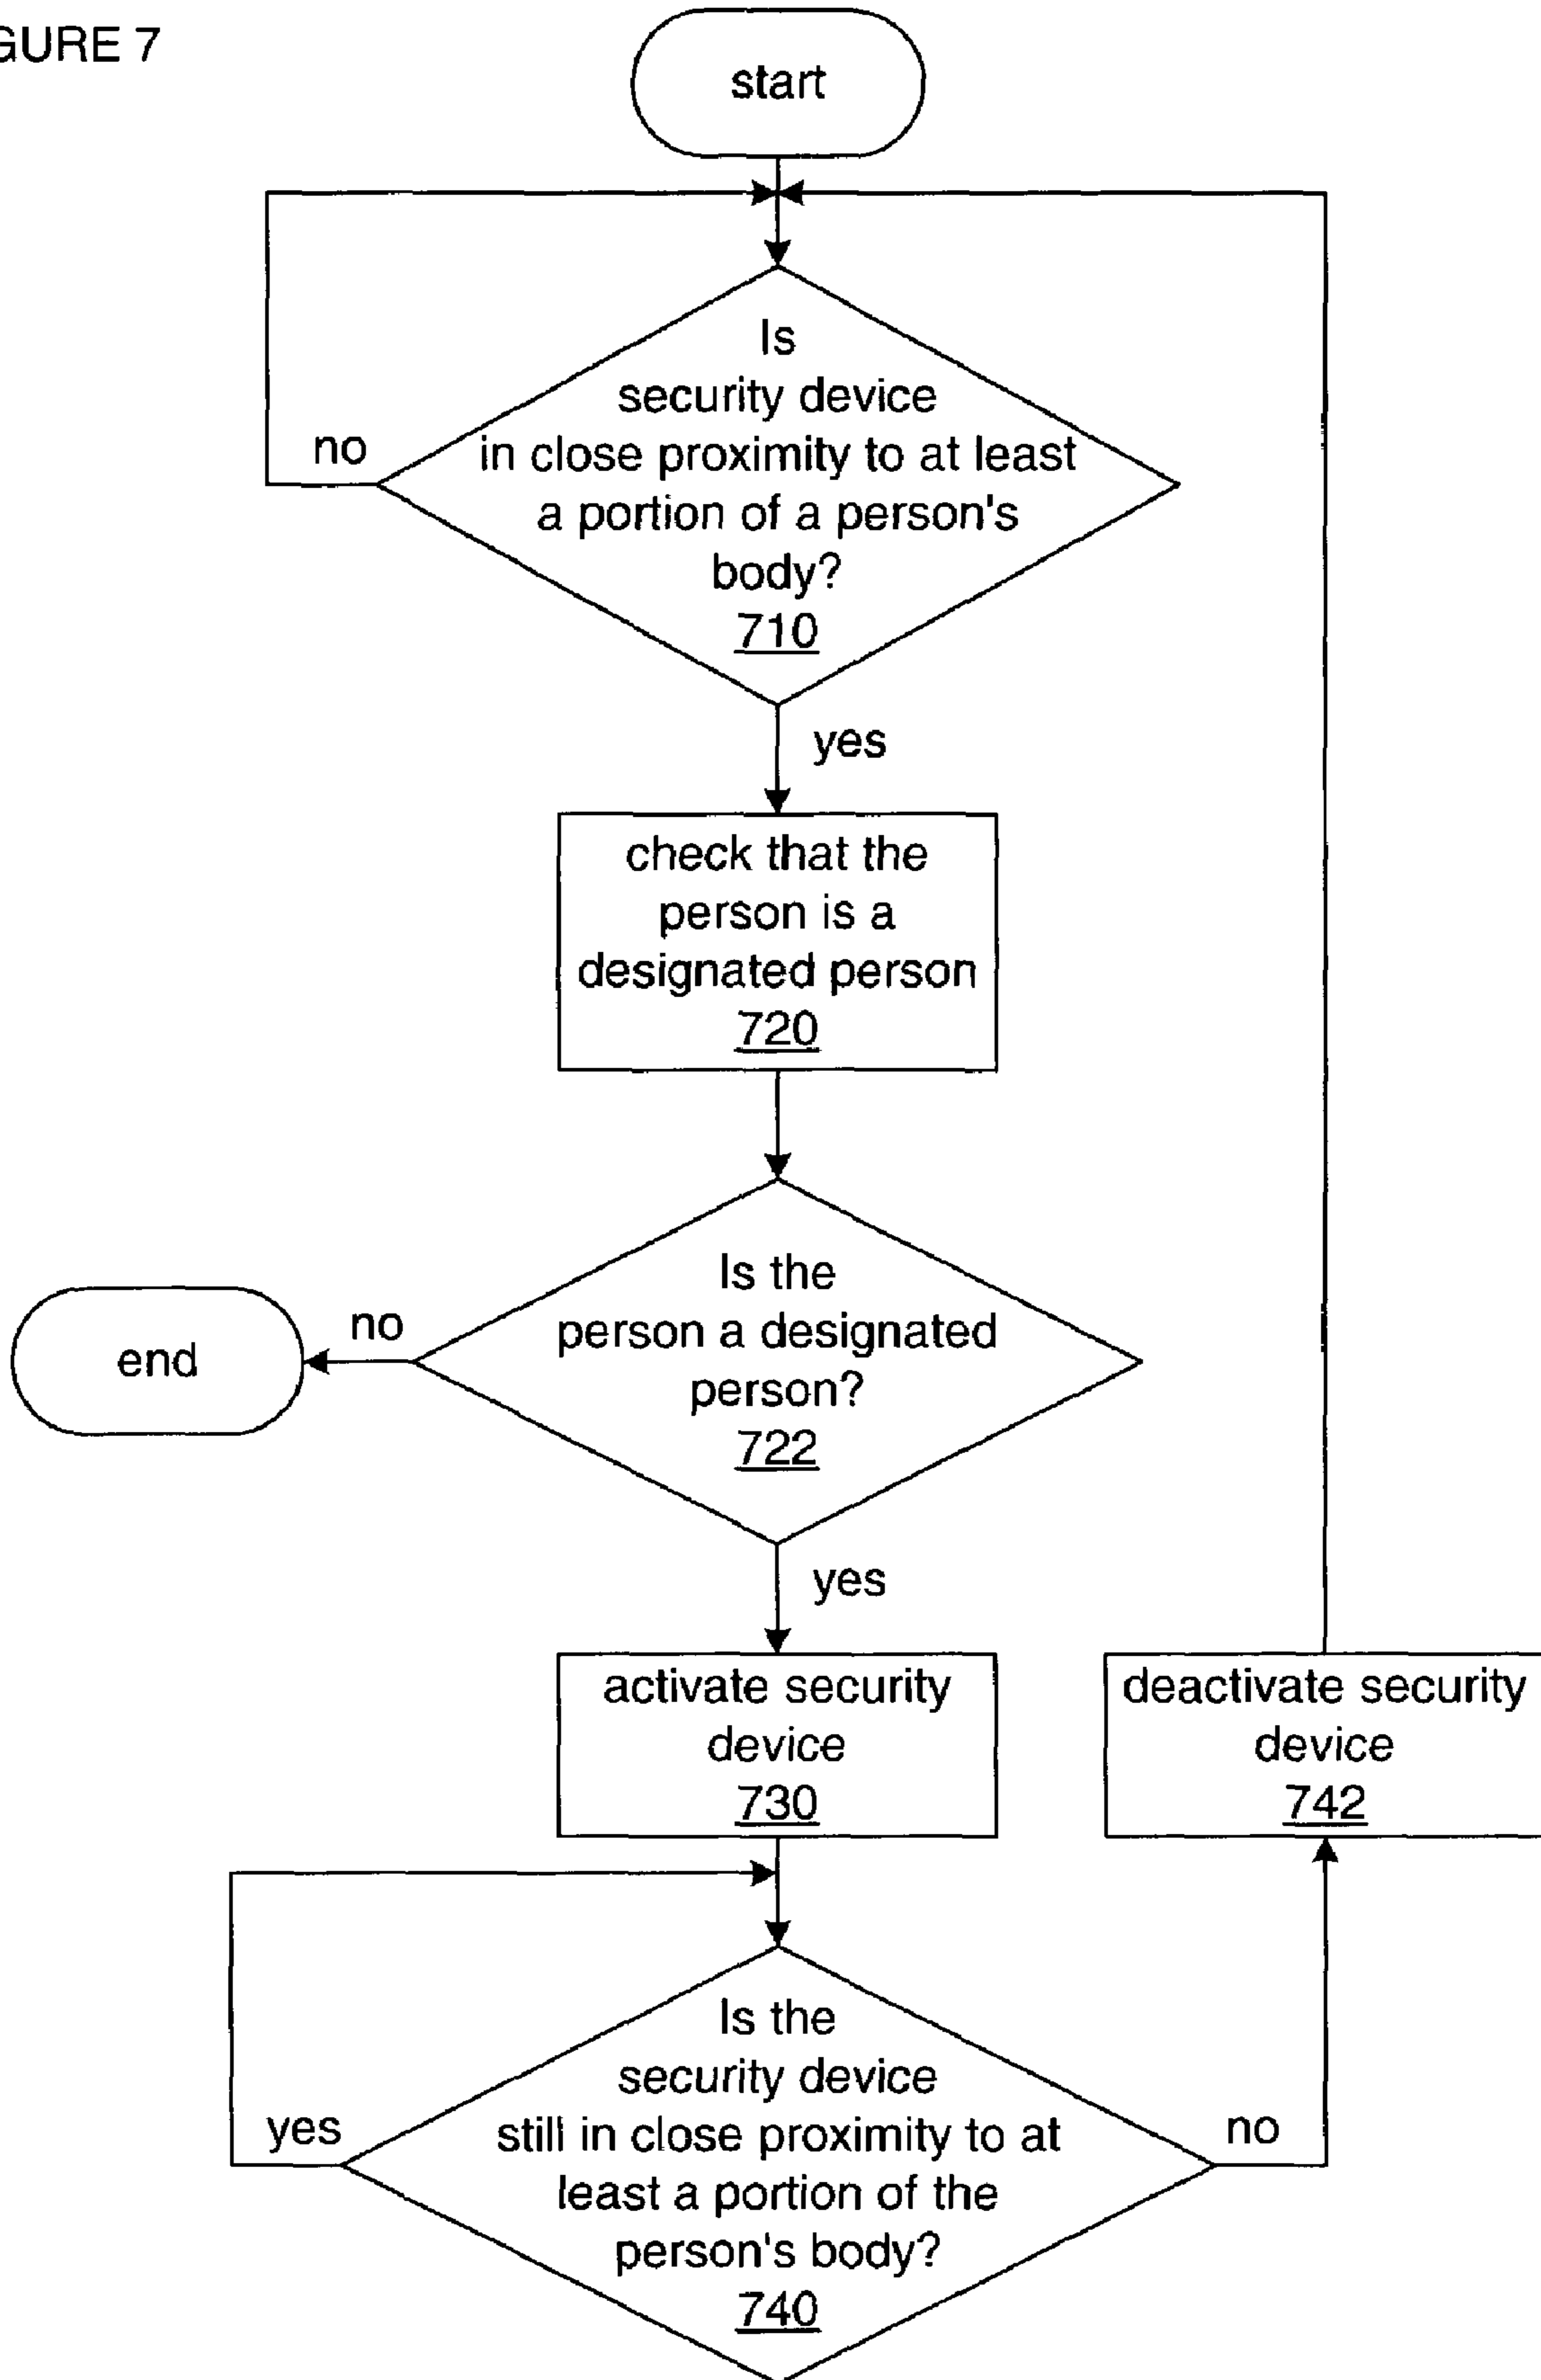 GURE 7
start
Is
security device
in close proximity to at least
a portion of a person's
body?
710
no
yes
check that the
person is a
designated person
720
Is the
person a designated
person?
722
no
end
yes
activate security
device
730
deactivate security
device
742
Is the
security device
still in close proximity to at
least a portion of the
person's body?
740
yes
no